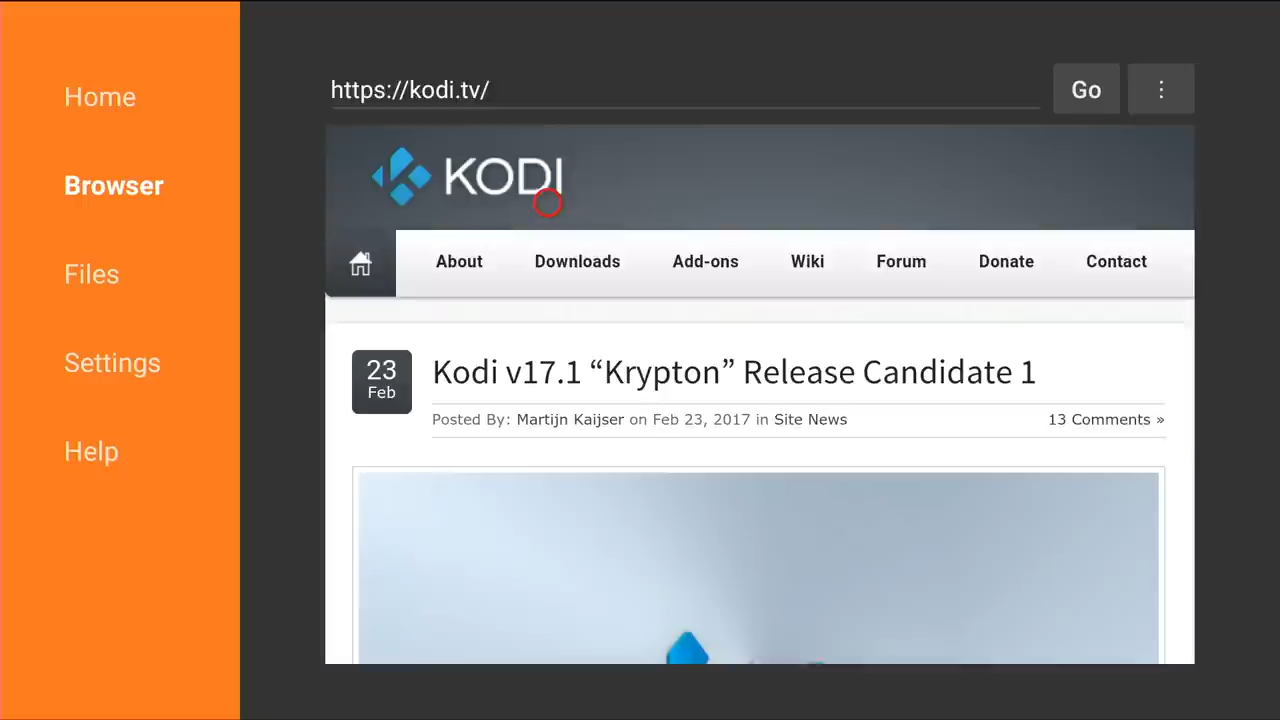 Home
Browser
Files
Settings
Help
https://kodi.tv/
Go
KODI
About Downloads Add-ons Wiki Forum Donate Contact
23
Feb
Kodi v17.1 “Krypton” Release Candidate 1
Posted By: Martijn Kaijser on Feb 23, 2017 in Site News 13 Comments »